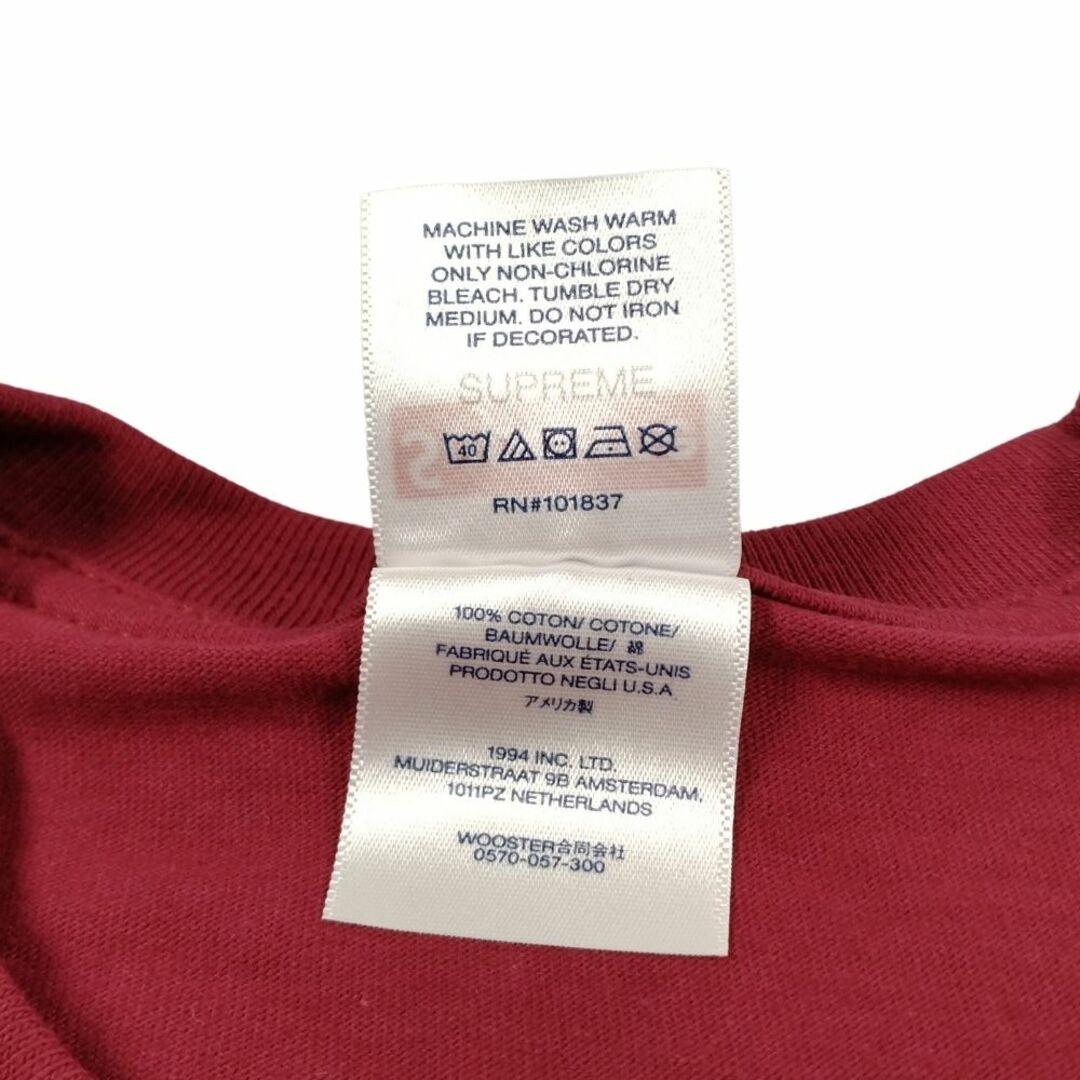 MACHINE WASH WARM
WITH LIKE COLORS
ONLY NON-CHLORINE
BLEACH. TUMBLE DRY
MEDIUM. DO NOT IRON
IF DECORATED.
SUPREME
40
RN#101837
100% COTON/ COTONE/
BAUMWOLLE/ 綿
FABRIQUÉ AUX ÉTATS-UNIS
PRODOTTO NEGLI U.S.A
アメリカ製
1994 INC. LTD.
MUIDERSTRAAT 9B AMSTERDAM,
1011PZ NETHERLANDS
WOOSTER合同会社
0570-057-300